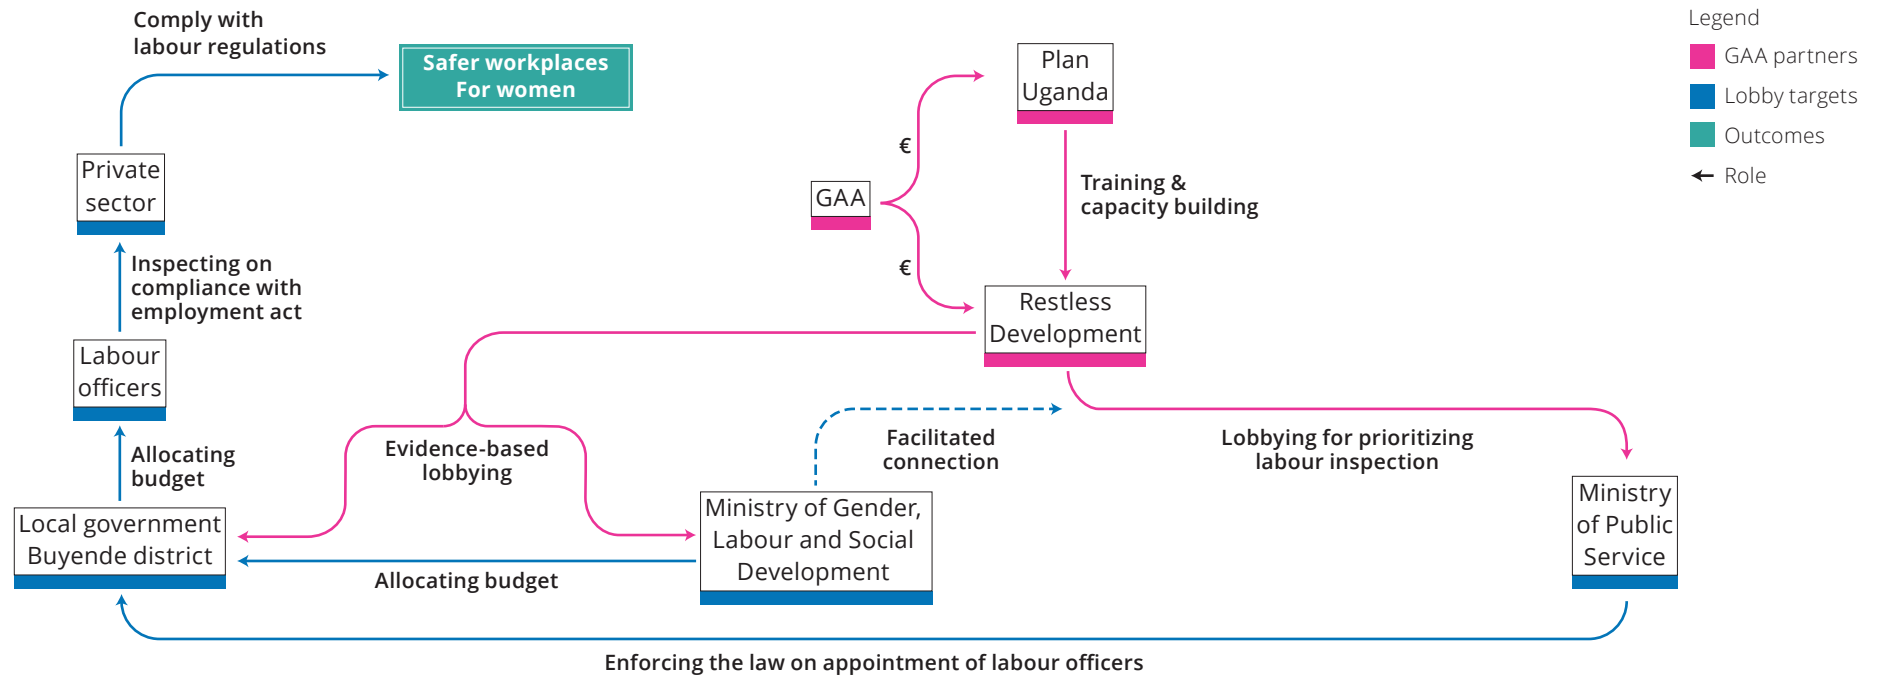 Comply with
labour regulations
Safer workplaces
For women
Plan
Uganda
Legend
GAA partners
Lobby targets
Outcomes
Role
Private
sector
€
GAA
€
Training &
capacity building
Inspecting on
compliance with
employment act
Restless
Development
Labour
officers
Allocating
budget
Evidence-based
lobbying
Facilitated
connection
Lobbying for prioritizing
labour inspection
Local government
Buyende district
Ministry of Gender,
Labour and Social
Development
Ministry
of Public
Service
Allocating budget
Enforcing the law on appointment of labour officers